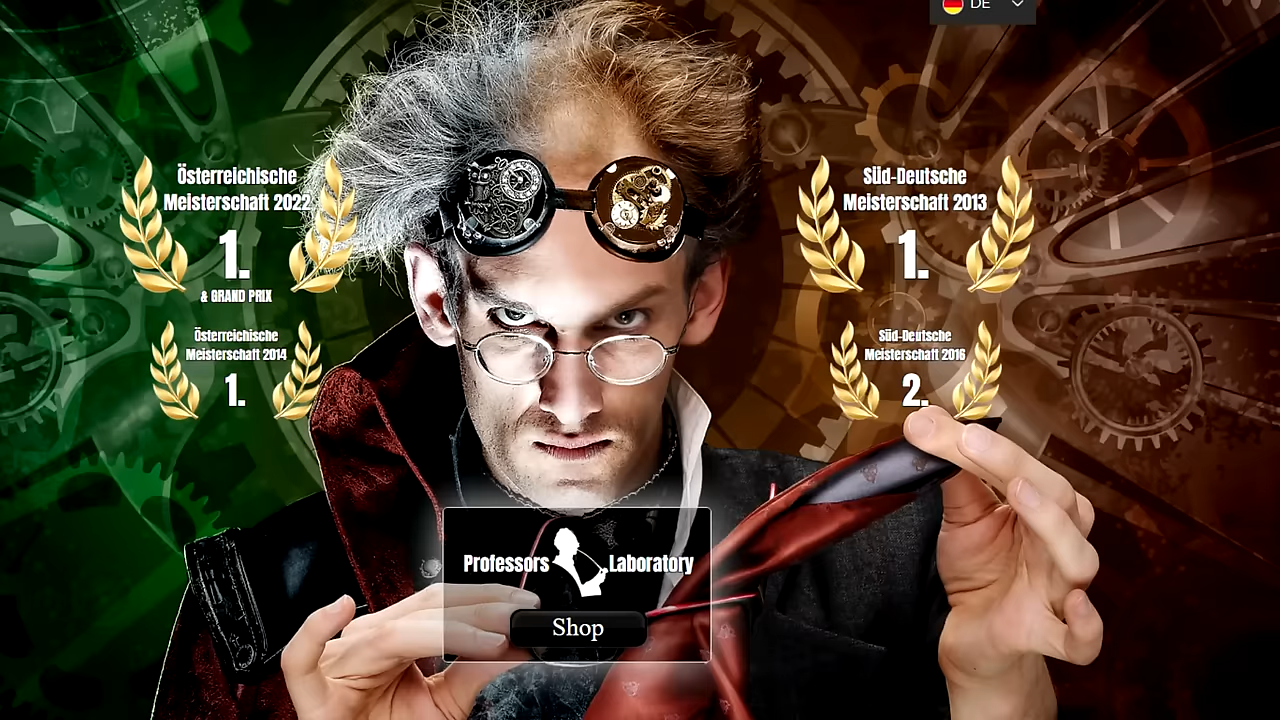 DE
Österreichische
Meisterschaft 2022
1.
& GRAND PRIX
Österreichische
Meisterschaft 2014
1.
Süd-Deutsche
Meisterschaft 2013
1.
Süd-Deutsche
Meisterschaft 2016
2.
Professors Laboratory
Shop